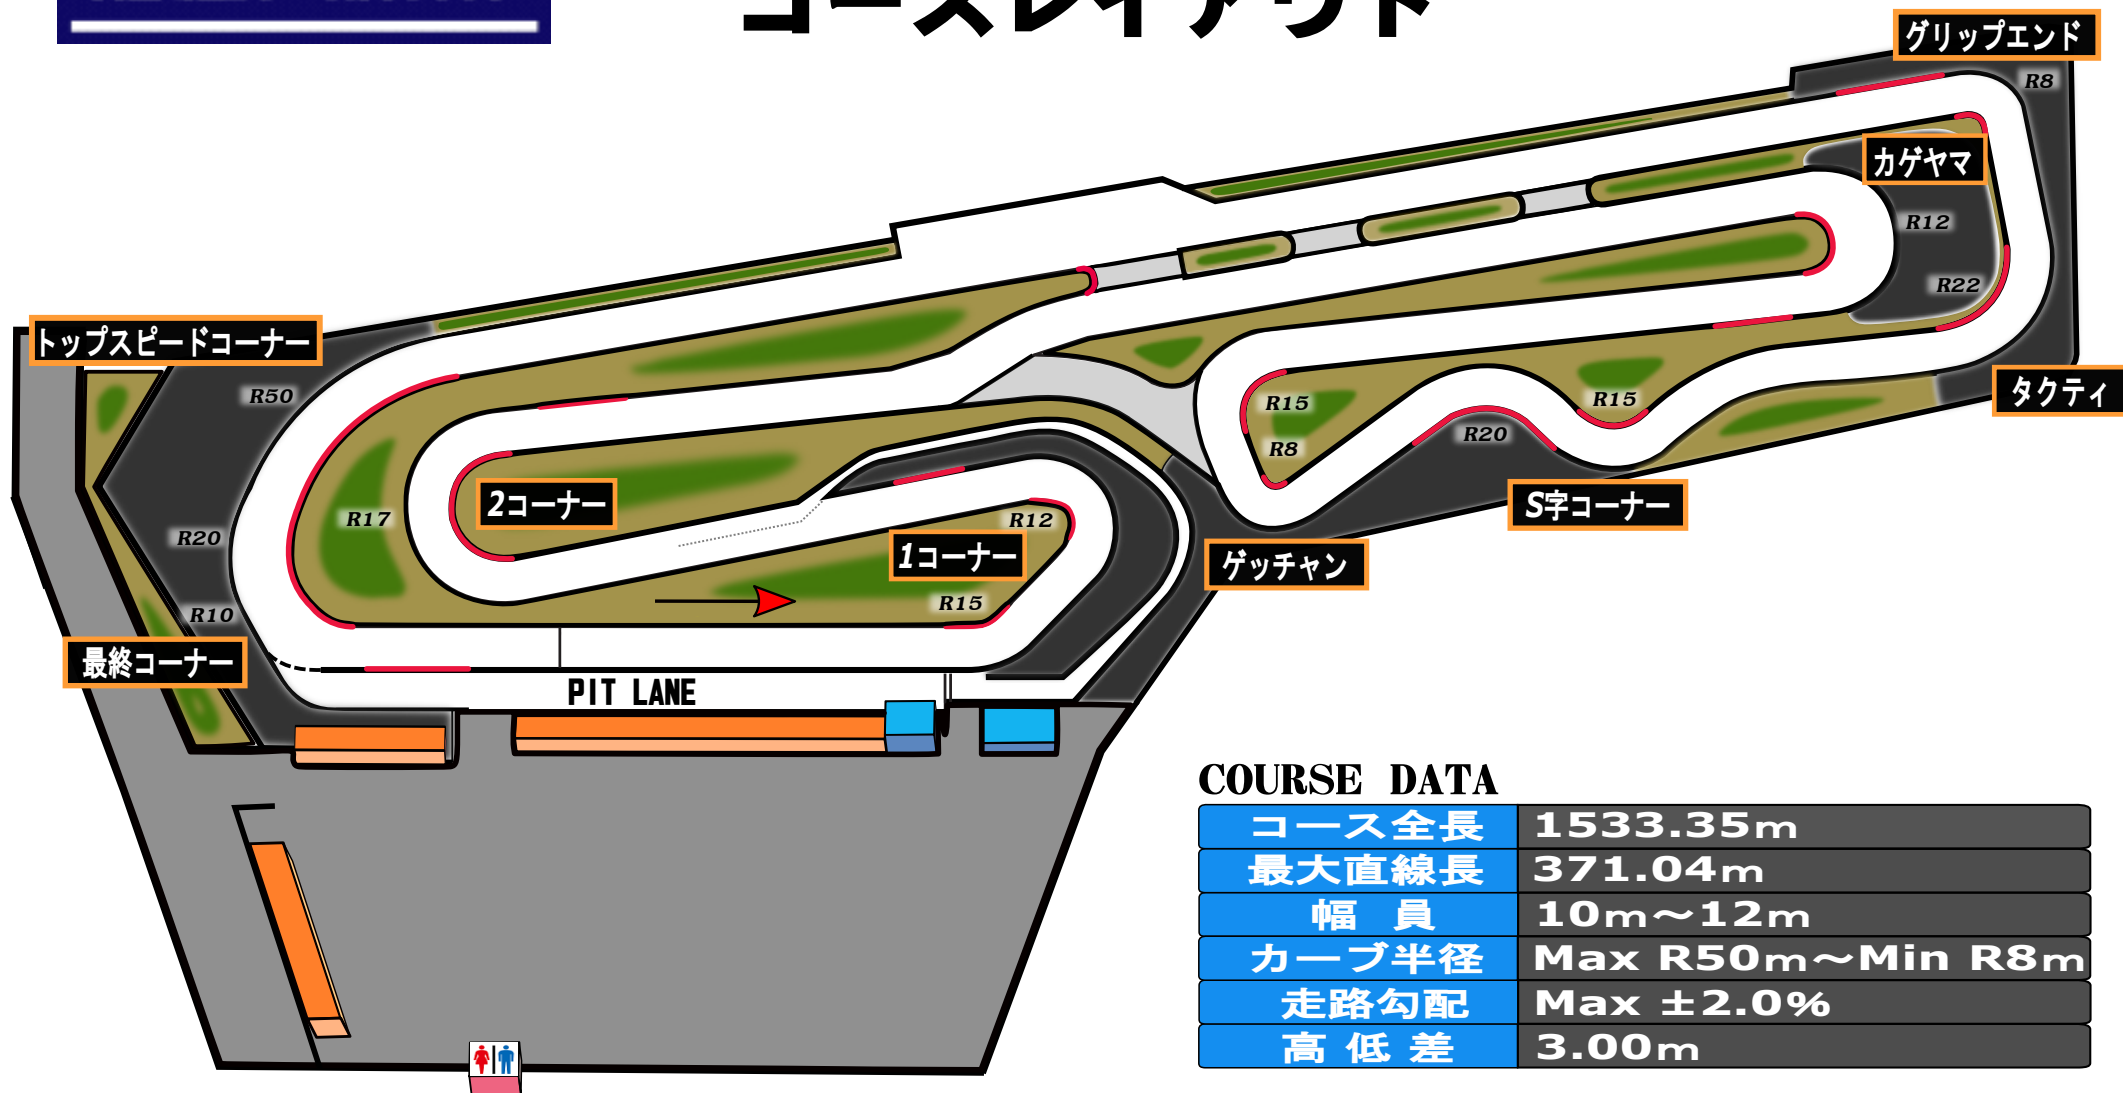 コースレイアウト
グリップエンド
R8
カゲヤマ
R12
R22
トップスピードコーナー
R50
タクティ
R15
R15
R20
R8
S字コーナー
2コーナー
R17
R12
R20
1コーナー
ゲッチャン
R15
R10
最終コーナー
PIT LANE
COURSE DATA
コース全長 1533.35m
最大直線長 371.04m
幅 員 10m～12m
カーブ半径 Max R50m～Min R8m
走路勾配 Max ±2.0%
高 低 差 3.00m